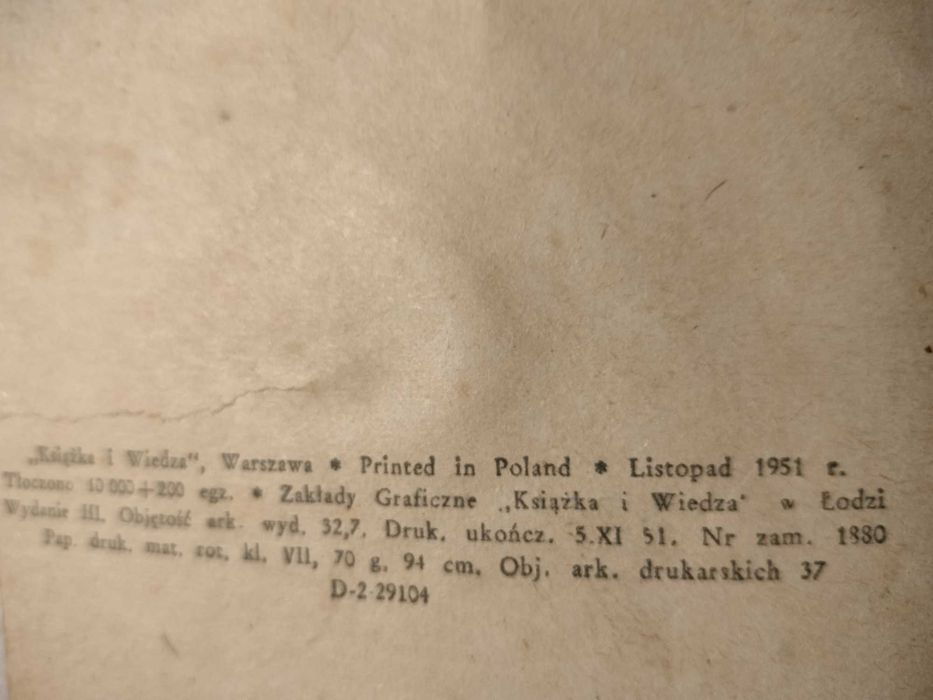 „Książka i Wiedza“, Warszawa * Printed in Poland * Listopad 1951 r.
Tłoczono 10 000+200 egz. * Zakłady Graficzne „Książka i Wiedza" w Łodzi
Wydanie III. Objętość ark. wyd. 32,7. Druk. ukończ. 5.XI 51. Nr zam. 1880
Pap. druk. mat. rot. kl. VII, 70 g. 94 cm. Obj. ark. drukarskich 37
D-2-29104